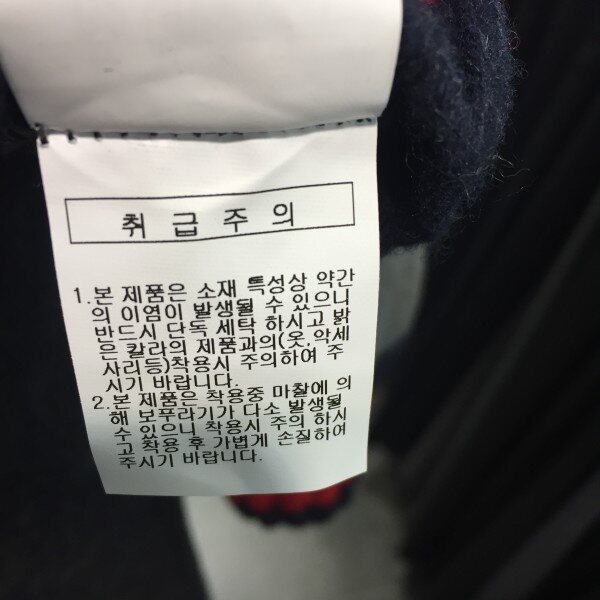 취급주의
1.본 제품은 소재 특성상 약간
의 이염이 발생될 수 있으니
반드시 단독 세탁 하시고 밝
은 칼라의 제품과의(옷,악세
사리등)착용시 주의하여 주
시기 바랍니다.
2.본 제품은 착용중 마찰에 의
해 보푸라기가 다소 발생될
수 있으니 착용시 주의 하시
고 착용 후 가볍게 손질하여
주시기 바랍니다.